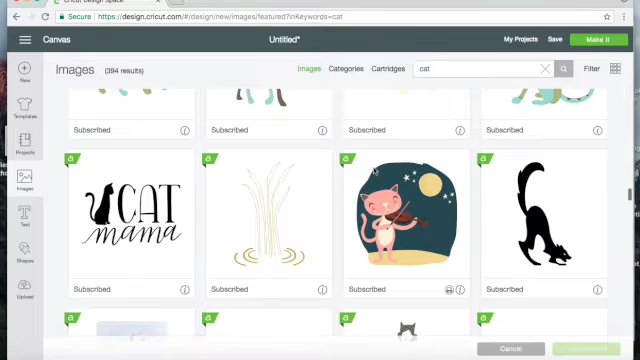 Cricut Design Space
Secure https://design.cricut.com/#/design/new/images/featured?inKeywords=cat
Canvas Untitled* My Projects Save Make it
New
Templates
Projects
Images
Text
Shapes
Upload
Images (394 results) Images Categories Cartridges cat Filter
Subscribed Subscribed Subscribed Subscribed
a a a a
CAT
mama
Subscribed Subscribed Subscribed Subscribed
a a a a
Cancel